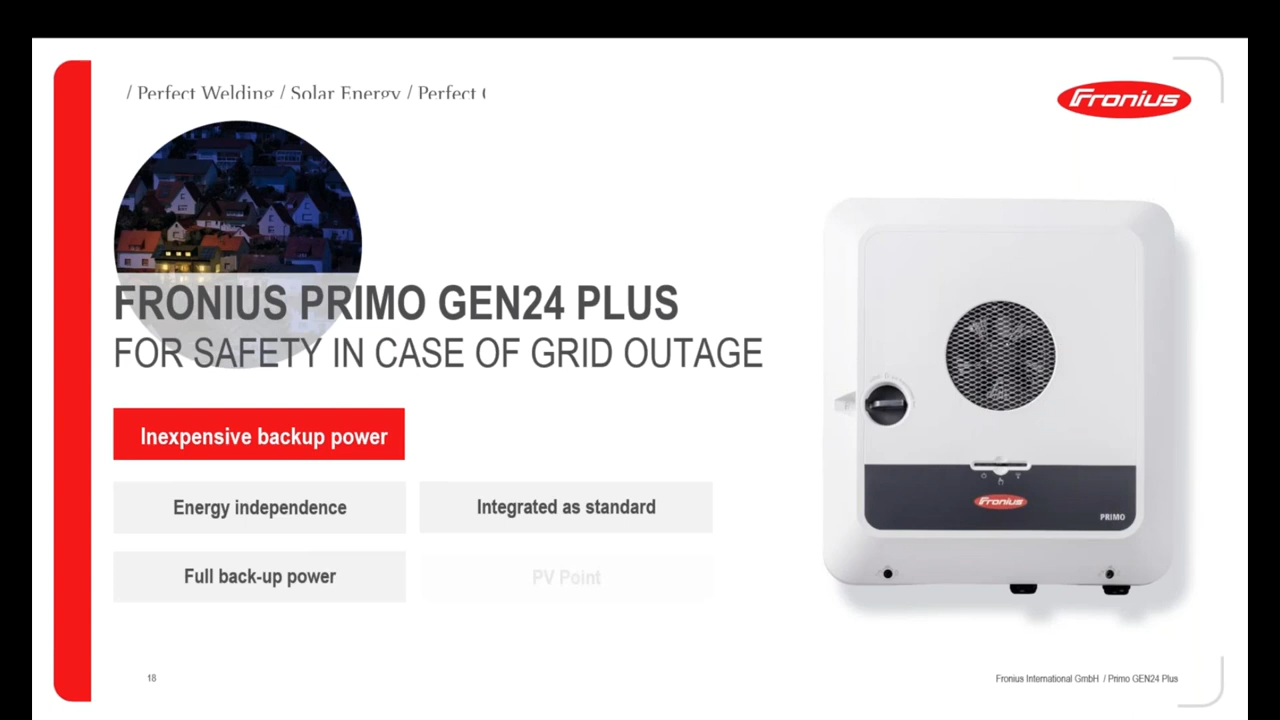 / Perfect Welding / Solar Energy / Perfect
Fronius
FRONIUS PRIMO GEN24 PLUS
FOR SAFETY IN CASE OF GRID OUTAGE
Inexpensive backup power
Energy independence
Integrated as standard
Full back-up power
PV Point
Fronius
PRIMO
18
Fronius International GmbH / Primo GEN24 Plus